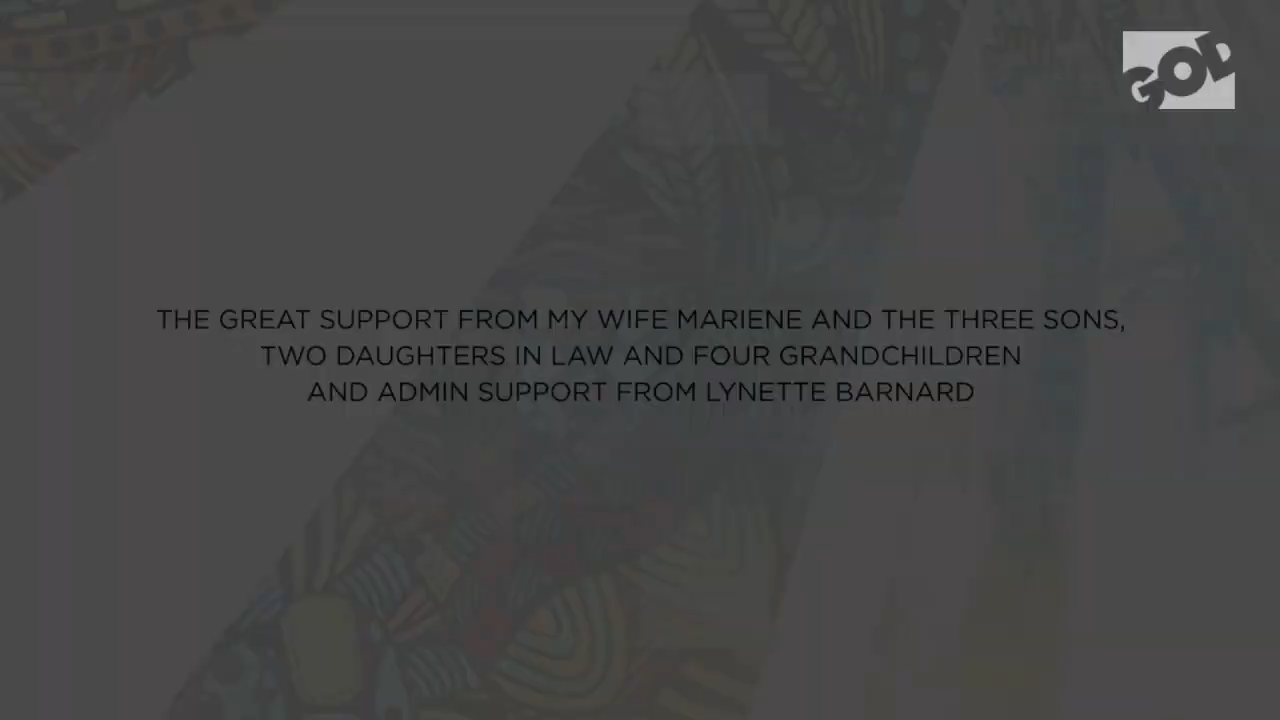 GOD
THE GREAT SUPPORT FROM MY WIFE MARIENE AND THE THREE SONS,
TWO DAUGHTERS IN LAW AND FOUR GRANDCHILDREN
AND ADMIN SUPPORT FROM LYNETTE BARNARD